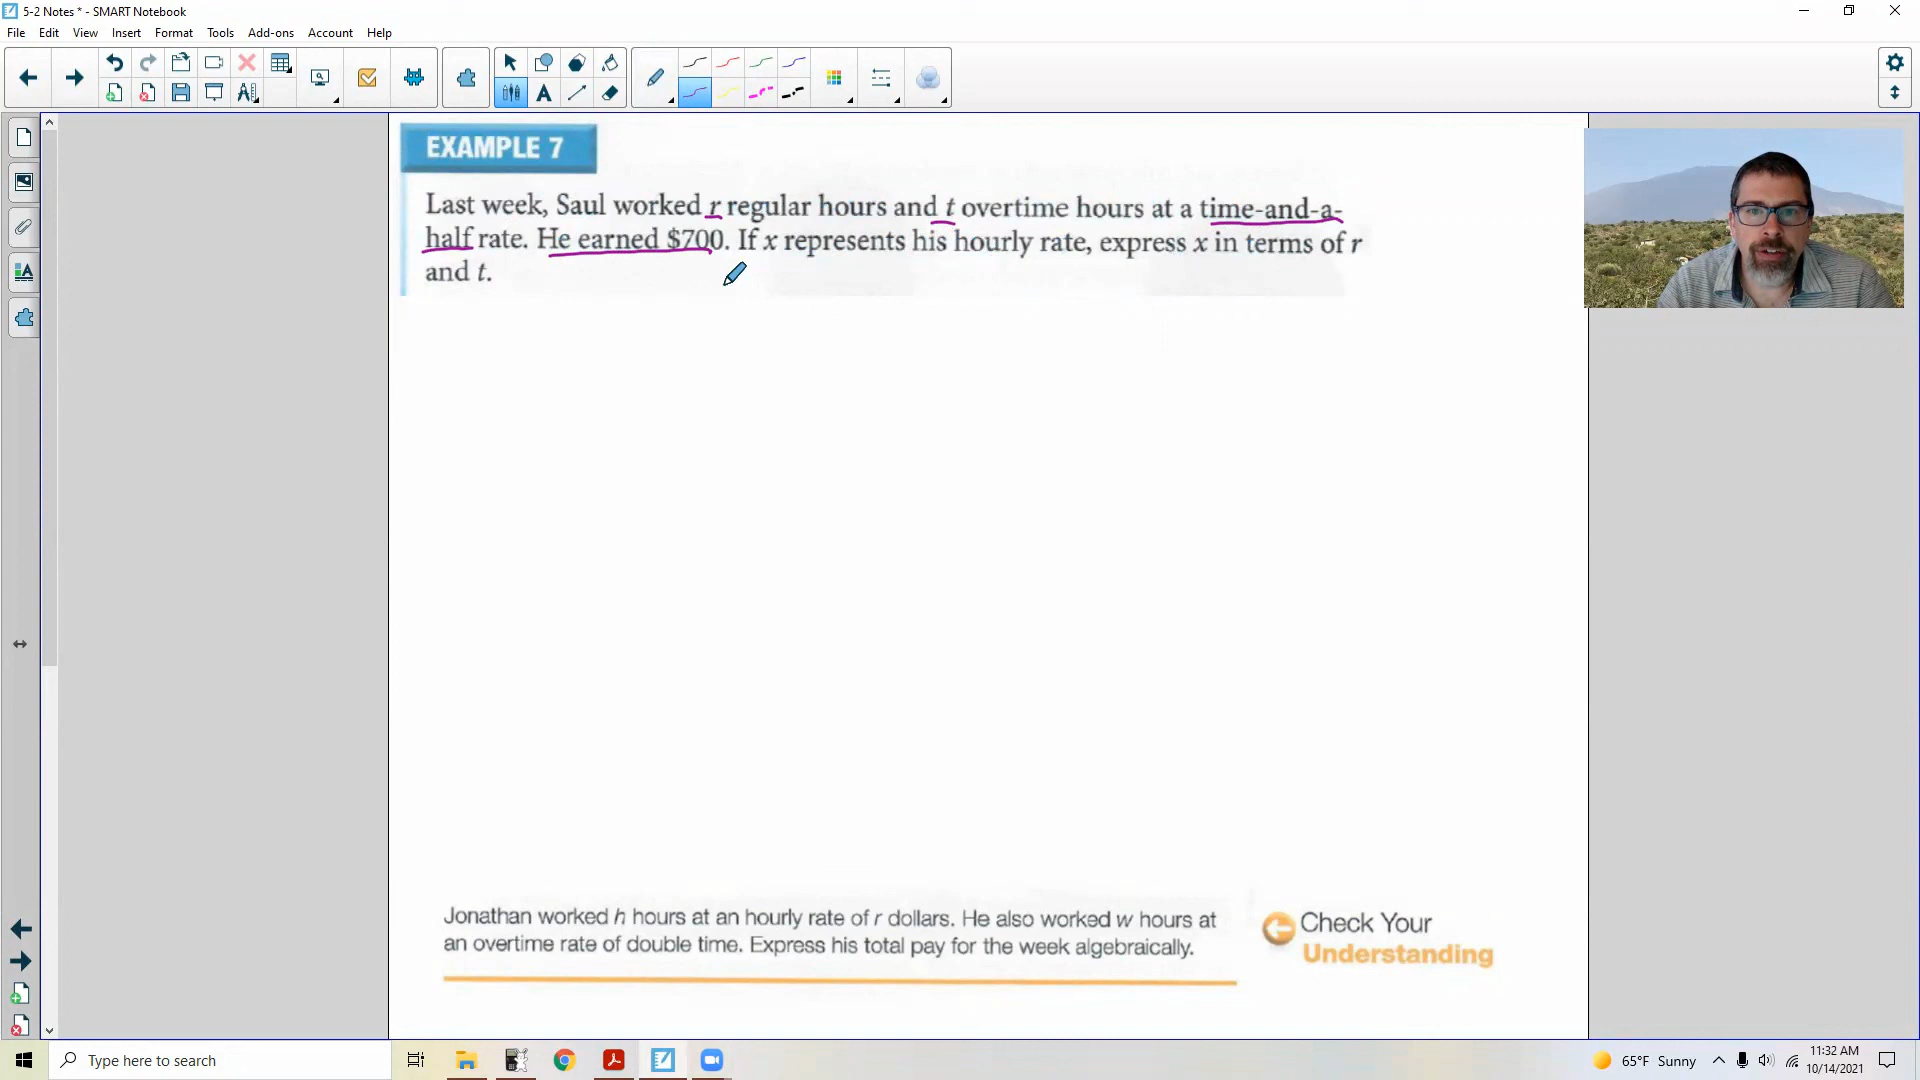 5-2 Notes * - SMART Notebook
File Edit View Insert Format Tools Add-ons Account Help
EXAMPLE 7
Last week, Saul worked r regular hours and t overtime hours at a time-and-a-
half rate. He earned $700. If x represents his hourly rate, express x in terms of r
and t.
Jonathan worked h hours at an hourly rate of r dollars. He also worked w hours at
an overtime rate of double time. Express his total pay for the week algebraically.
Check Your
Understanding
Type here to search
65°F Sunny
11:32 AM
10/14/2021